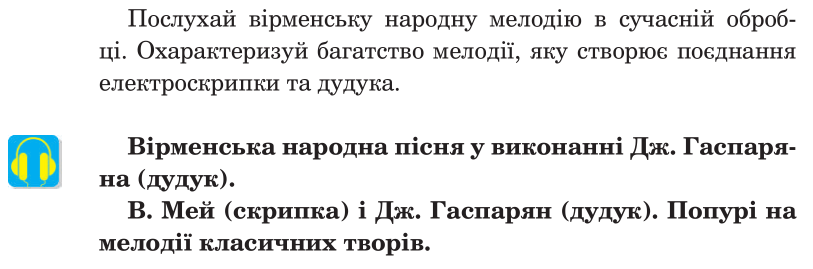 Послухай вірменську народну мелодію в сучасній оброб-
ці. Охарактеризуй багатство мелодії, яку створює поєднання
електроскрипки та дудука.
Вірменська народна пісня у виконанні Дж. Гаспаря-
на (дудук).
В. Мей (скрипка) і Дж. Гаспарян (дудук). Попурі на
мелодії класичних творів.